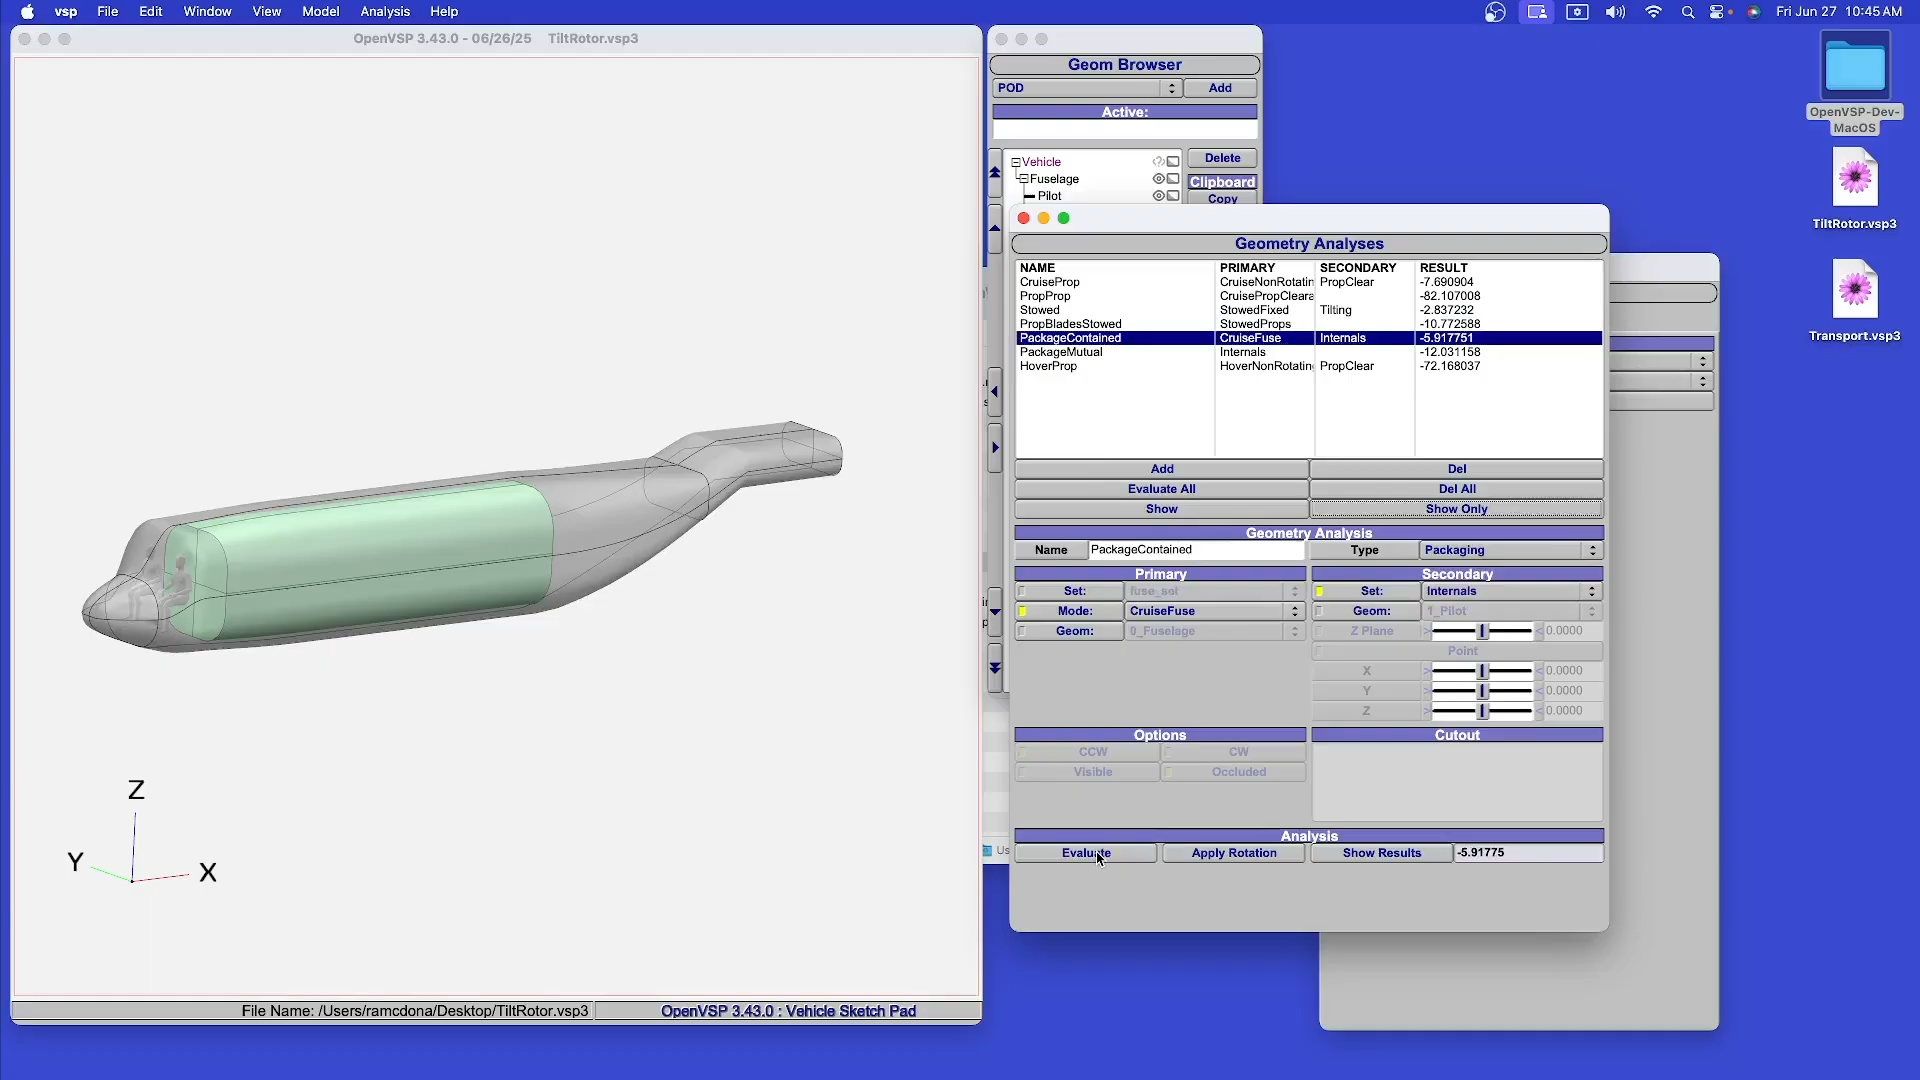 vsp File Edit Window View Model Analysis Help
Fri Jun 27 10:45 AM
OpenVSP 3.43.0 - 06/26/25 TiltRotor.vsp3
Z
Y
X
File Name: /Users/ramcdona/Desktop/TiltRotor.vsp3
OpenVSP 3.43.0 : Vehicle Sketch Pad
Geom Browser
POD Add
Active:
Vehicle Delete
Fuselage Clipboard
Pilot Copy
Geometry Analyses
NAME PRIMARY SECONDARY RESULT
CruiseProp CruiseNonRotatin PropClear -7.690904
PropProp CruisePropCleara -82.107008
Stowed StowedFixed Tilting -2.837232
PropBladesStowed StowedProps -10.772588
PackageContained CruiseFuse Internals -5.917751
PackageMutual Internals -12.031158
HoverProp HoverNonRotating PropClear -72.168037
Add Del
Evaluate All Del All
Show Show Only
Geometry Analysis
Name PackageContained Type Packaging
Primary Secondary
Set: fuse_set Set: Internals
Mode: CruiseFuse Geom: 1_Pilot
Geom: 0_Fuselage Z Plane > < 0.0000
Point
X > < 0.0000
Y > < 0.0000
Z > < 0.0000
Options Cutout
CCW CW
Visible Occluded
Analysis
Evaluate Apply Rotation Show Results -5.91775
Us
OpenVSP-Dev-
MacOS
TiltRotor.vsp3
Transport.vsp3